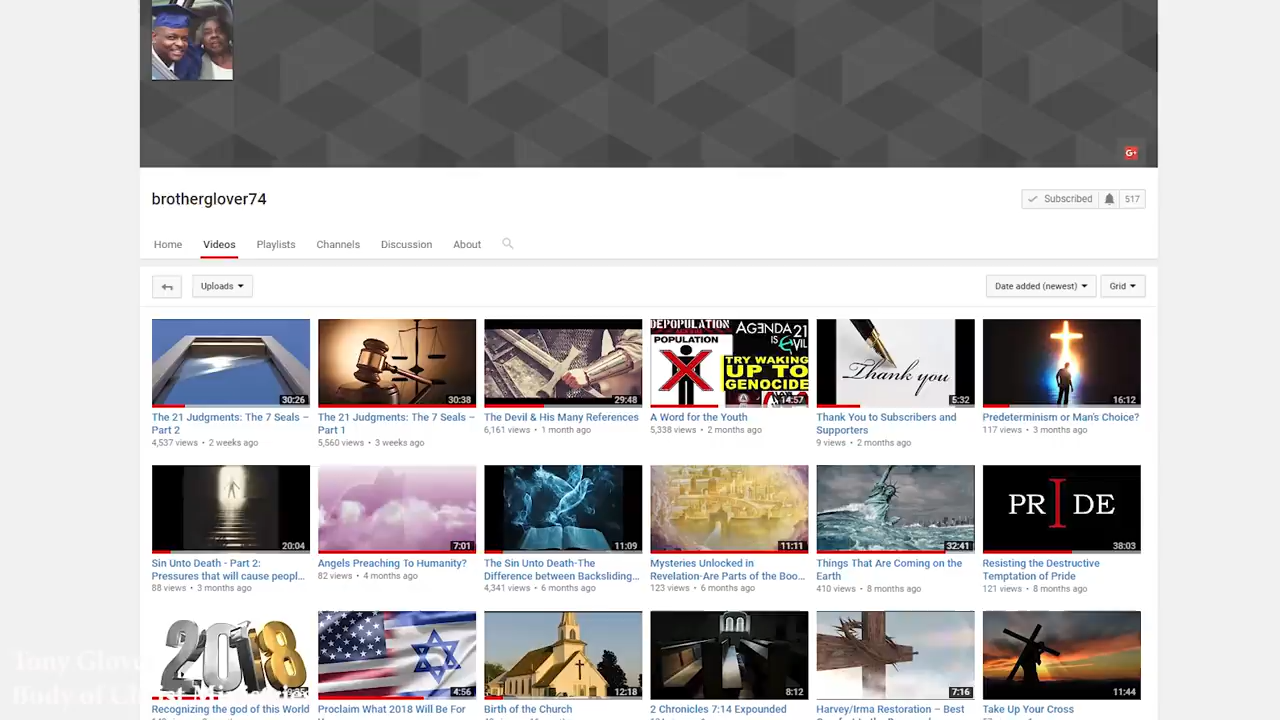 G+
brotherglover74
Subscribed 517
Home Videos Playlists Channels Discussion About
Uploads Date added (newest) Grid
DEPOPULATION AGENDA 21
POPULATION IS EVIL
TRY WAKING
UP TO
GENOCIDE
Thank you
30:26 30:38 29:48 14:57 5:32 16:12
The 21 Judgments: The 7 Seals – The 21 Judgments: The 7 Seals – The Devil & His Many References A Word for the Youth Thank You to Subscribers and Predeterminism or Man's Choice?
Part 2 Part 1 6,161 views • 1 month ago 5,338 views • 2 months ago Supporters 117 views • 3 months ago
4,537 views • 2 weeks ago 5,560 views • 3 weeks ago 9 views • 2 months ago
PRIDE
20:04 7:01 11:09 11:11 32:41 38:03
Sin Unto Death - Part 2: Angels Preaching To Humanity? The Sin Unto Death-The Mysteries Unlocked in Things That Are Coming on the Resisting the Destructive
Pressures that will cause peopl... 82 views • 4 months ago Difference between Backsliding... Revelation-Are Parts of the Boo... Earth Temptation of Pride
88 views • 3 months ago 4,341 views • 6 months ago 123 views • 6 months ago 410 views • 8 months ago 121 views • 8 months ago
2018
Tony Glove
Body of Christ
4:56 12:18 8:12 7:16 11:44
Recognizing the god of this World Proclaim What 2018 Will Be For Birth of the Church 2 Chronicles 7:14 Expounded Harvey/Irma Restoration – Best Take Up Your Cross